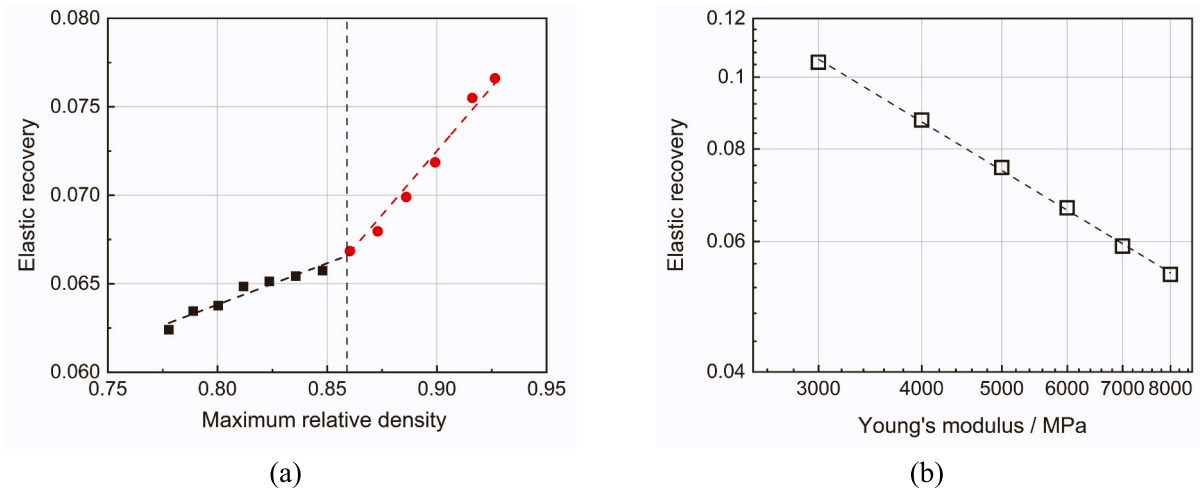 0.080
0.075
0.070
0.065
0.060
Elastic recovery
0.75 0.80 0.85 0.90 0.95
Maximum relative density
(a)
0.12
0.1
0.08
0.06
0.04
Elastic recovery
3000 4000 5000 6000 7000 8000
Young's modulus / MPa
(b)